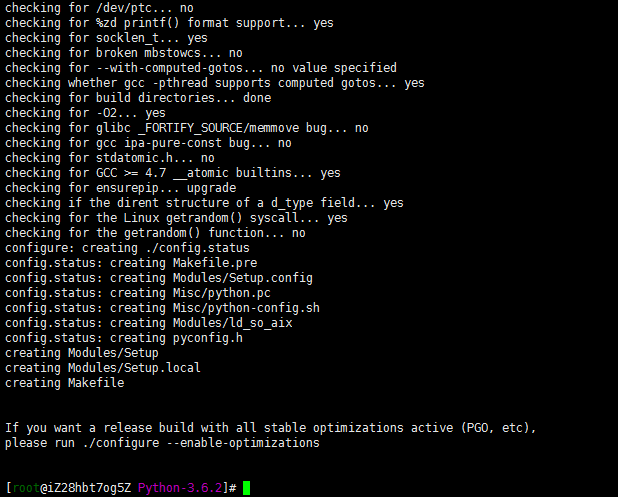 checking for /dev/ptc... no
checking for %zd printf() format support... yes
checking for socklen_t... yes
checking for broken mbstowcs... no
checking for --with-computed-gotos... no value specified
checking whether gcc -pthread supports computed gotos... yes
checking for build directories... done
checking for -O2... yes
checking for glibc _FORTIFY_SOURCE/memmove bug... no
checking for gcc ipa-pure-const bug... no
checking for stdatomic.h... no
checking for GCC >= 4.7 __atomic builtins... yes
checking for ensurepip... upgrade
checking if the dirent structure of a d_type field... yes
checking for the Linux getrandom() syscall... yes
checking for the getrandom() function... no
configure: creating ./config.status
config.status: creating Makefile.pre
config.status: creating Modules/Setup.config
config.status: creating Misc/python.pc
config.status: creating Misc/python-config.sh
config.status: creating Modules/ld_so_aix
config.status: creating pyconfig.h
creating Modules/Setup
creating Modules/Setup.local
creating Makefile
If you want a release build with all stable optimizations active (PGO, etc),
please run ./configure --enable-optimizations
[root@iZ28hbt7og5Z Python-3.6.2]#